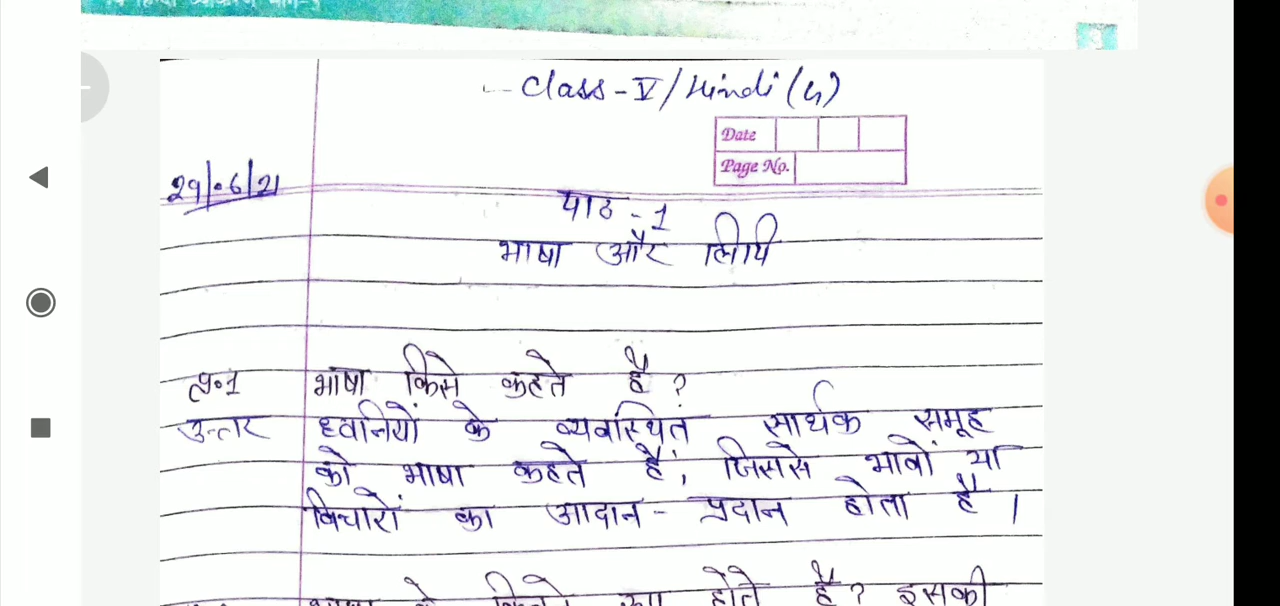 Class-V/Hindi(G)
Date
Page No.
29/06/21
पाठ-1
भाषा और लिपि
प्र०1 भाषा किसे कहते है ?
उत्तर ध्वनियों के व्यवस्थित सार्थक समूह
को भाषा कहते हैं, जिससे भावों या
विचारों का आदान-प्रदान होता है ।
होते है? इसकी